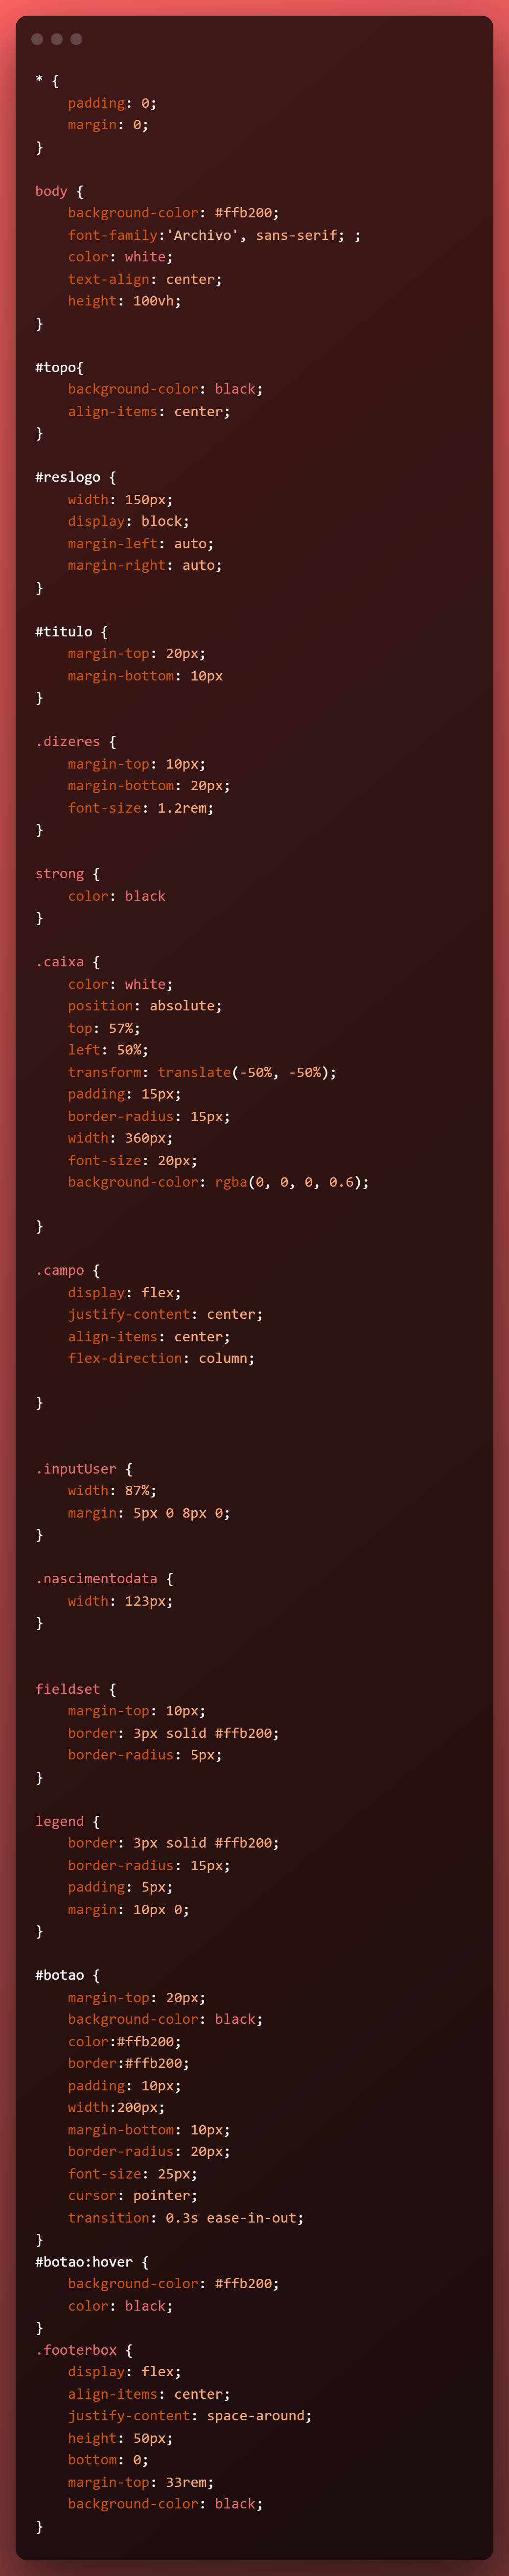 * {
    padding: 0;
    margin: 0;
}

body {
    background-color: #ffb200;
    font-family:'Archivo', sans-serif; ;
    color: white;
    text-align: center;
    height: 100vh;
}

#topo{
    background-color: black;
    align-items: center;
}

#reslogo {
    width: 150px;
    display: block;
    margin-left: auto;
    margin-right: auto;
}

#titulo {
    margin-top: 20px;
    margin-bottom: 10px
}

.dizeres {
    margin-top: 10px;
    margin-bottom: 20px;
    font-size: 1.2rem;
}

strong {
    color: black
}

.caixa {
    color: white;
    position: absolute;
    top: 57%;
    left: 50%;
    transform: translate(-50%, -50%);
    padding: 15px;
    border-radius: 15px;
    width: 360px;
    font-size: 20px;
    background-color: rgba(0, 0, 0, 0.6);

}

.campo {
    display: flex;
    justify-content: center;
    align-items: center;
    flex-direction: column;

}


.inputUser {
    width: 87%;
    margin: 5px 0 8px 0;
}

.nascimentodata {
    width: 123px;
}


fieldset {
    margin-top: 10px;
    border: 3px solid #ffb200;
    border-radius: 5px;
}

legend {
    border: 3px solid #ffb200;
    border-radius: 15px;
    padding: 5px;
    margin: 10px 0;
}

#botao {
    margin-top: 20px;
    background-color: black;
    color:#ffb200;
    border:#ffb200;
    padding: 10px;
    width:200px;
    margin-bottom: 10px;
    border-radius: 20px;
    font-size: 25px;
    cursor: pointer;
    transition: 0.3s ease-in-out;
}
#botao:hover {
    background-color: #ffb200;
    color: black;
}
.footerbox {
    display: flex;
    align-items: center;
    justify-content: space-around;
    height: 50px;
    bottom: 0;
    margin-top: 33rem;
    background-color: black;
}